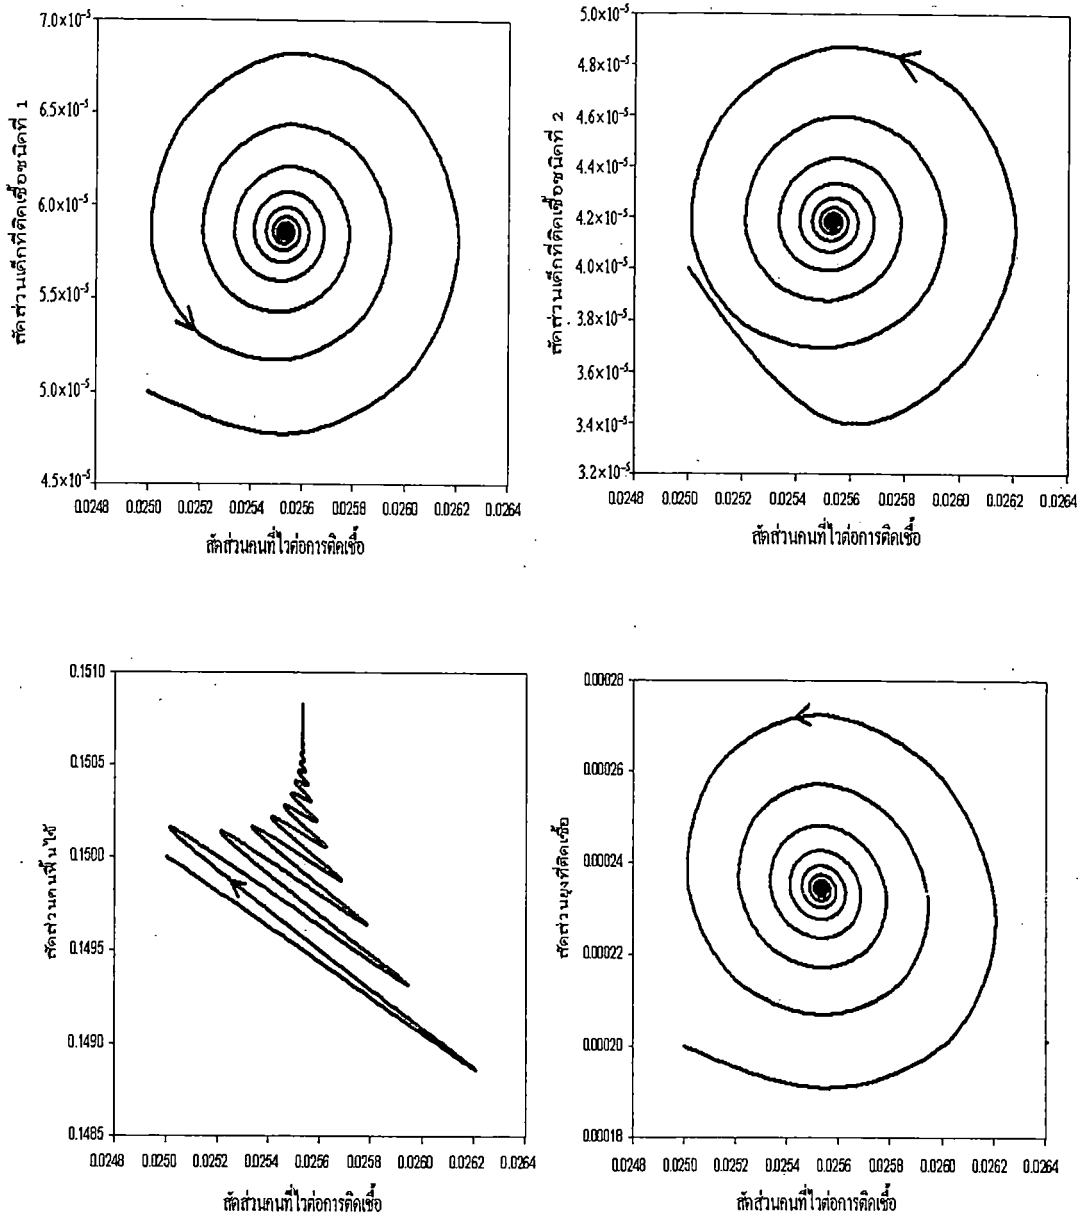 7.0×10⁻⁵
6.5×10⁻⁵
6.0×10⁻⁵
5.5×10⁻⁵
5.0×10⁻⁵
4.5×10⁻⁵
สัดส่วนเด็กที่ติดเชื้อชนิดที่ 1
0.0248 0.0250 0.0252 0.0254 0.0256 0.0258 0.0260 0.0262 0.0264
สัดส่วนคนที่ไวต่อการติดเชื้อ
5.0×10⁻⁵
4.8×10⁻⁵
4.6×10⁻⁵
4.4×10⁻⁵
4.2×10⁻⁵
4.0×10⁻⁵
3.8×10⁻⁵
3.6×10⁻⁵
3.4×10⁻⁵
3.2×10⁻⁵
สัดส่วนเด็กที่ติดเชื้อชนิดที่ 2
0.0248 0.0250 0.0252 0.0254 0.0256 0.0258 0.0260 0.0262 0.0264
สัดส่วนคนที่ไวต่อการติดเชื้อ
0.1510
0.1505
0.1500
0.1495
0.1490
0.1485
สัดส่วนคนฟื้นไข้
0.0248 0.0250 0.0252 0.0254 0.0256 0.0258 0.0260 0.0262 0.0264
สัดส่วนคนที่ไวต่อการติดเชื้อ
0.00028
0.00026
0.00024
0.00022
0.00020
0.00018
สัดส่วนยุงที่ติดเชื้อ
0.0248 0.0250 0.0252 0.0254 0.0256 0.0258 0.0260 0.0262 0.0264
สัดส่วนคนที่ไวต่อการติดเชื้อ